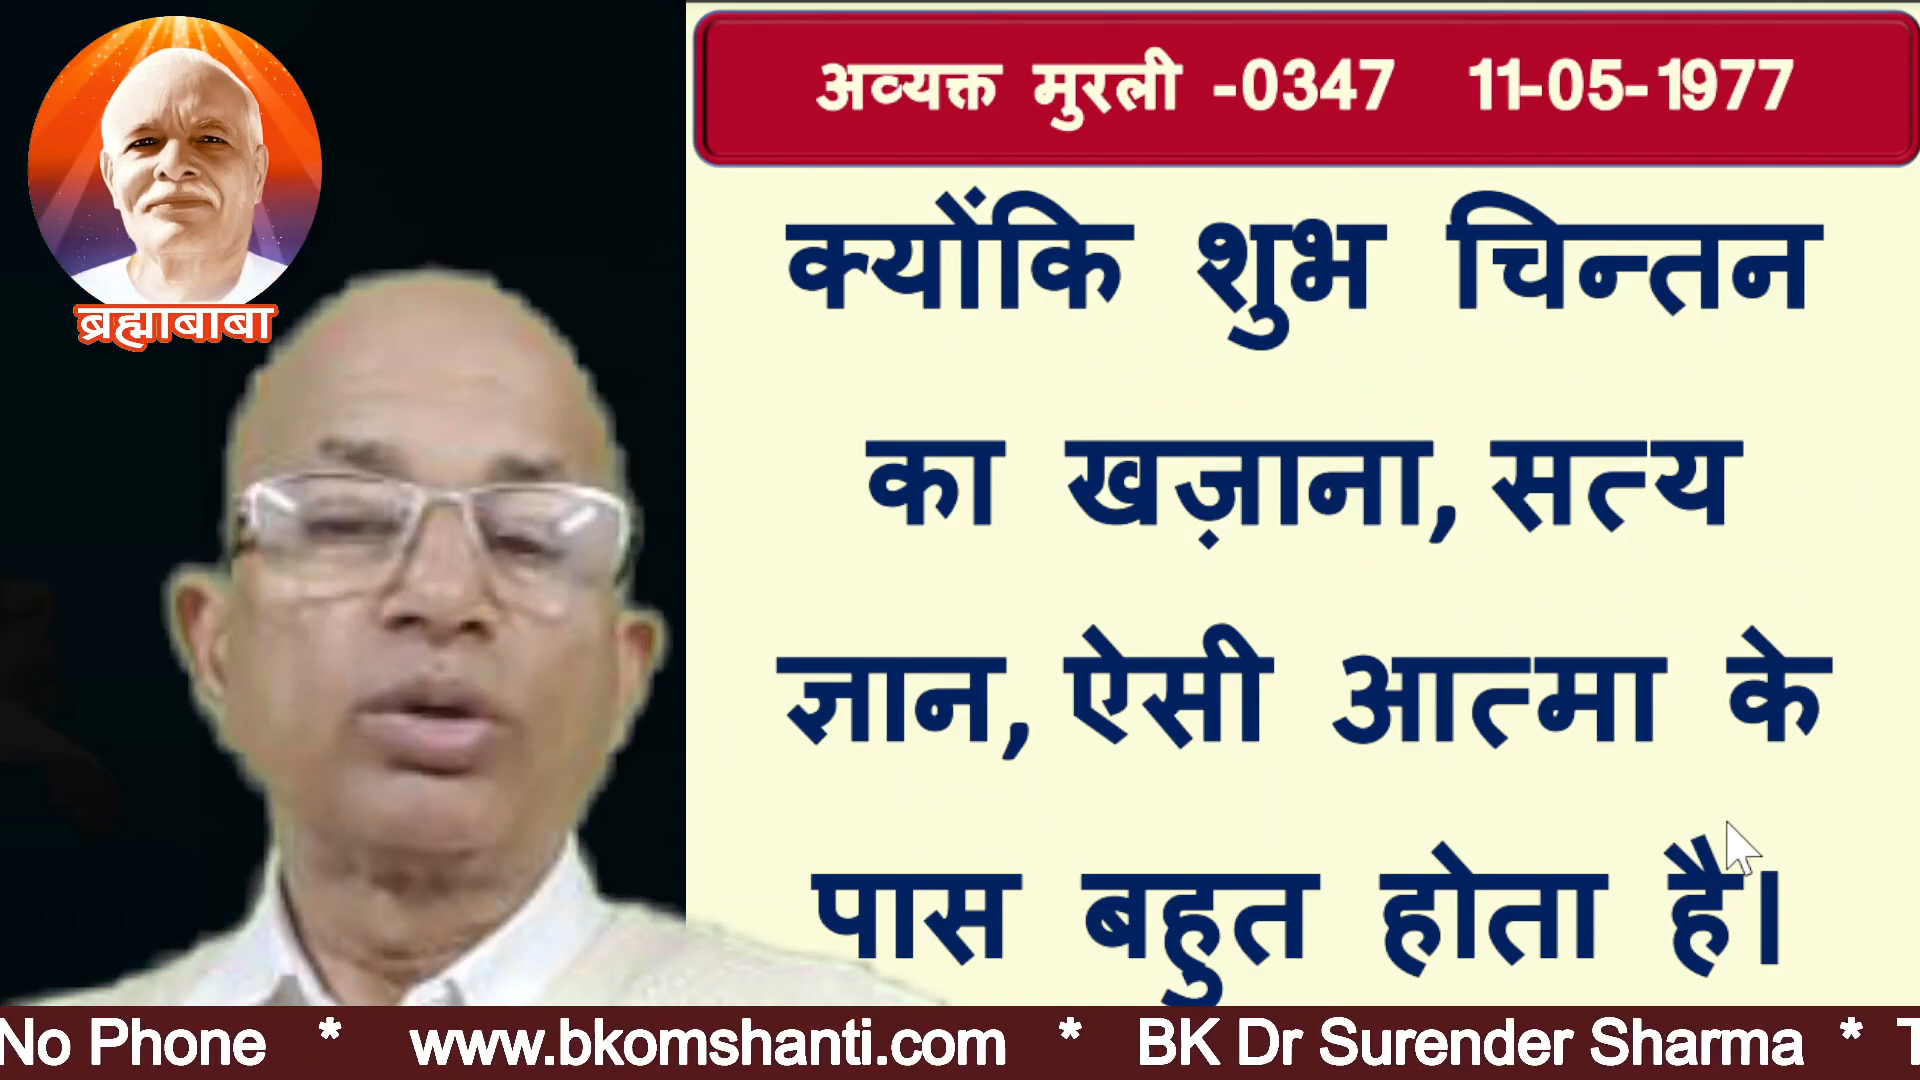 ब्रह्माबाबा
अव्यक्त मुरली -0347 11-05-1977
क्योंकि शुभ चिन्तन
का खज़ाना, सत्य
ज्ञान, ऐसी आत्मा के
पास बहुत होता है।
No Phone * www.bkomshanti.com * BK Dr Surender Sharma * T